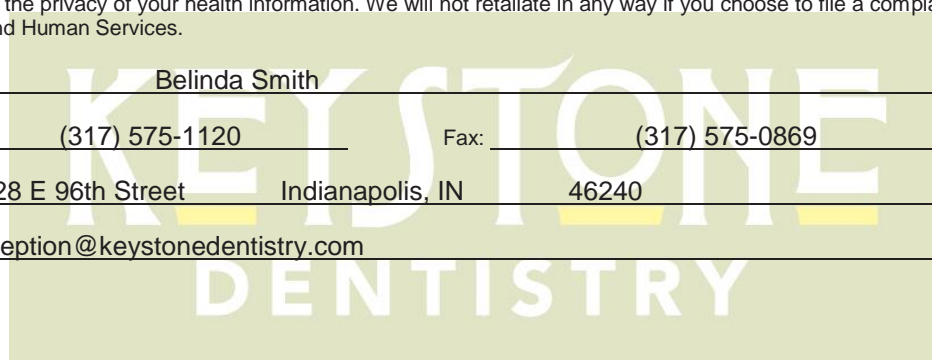 the privacy of your health information. We will not retaliate in any way if you choose to file a
nd Human Services.
Belinda Smith
(317) 575-1120 Fax: (317) 575-0869
28 E 96th Street Indianapolis, IN 46240
eption@keystonedentistry.com
KEYSTONE
DENTISTRY